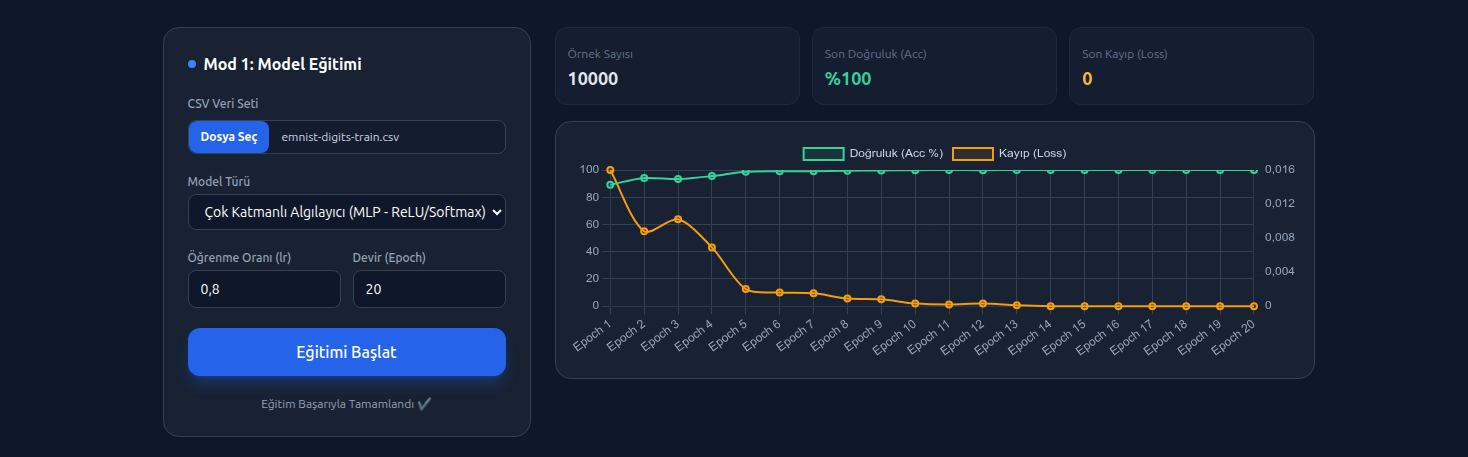 Mod 1: Model Eğitimi
CSV Veri Seti
Dosya Seç emnist-digits-train.csv
Model Türü
Çok Katmanlı Algılayıcı (MLP - ReLU/Softmax)
Öğrenme Oranı (lr) Devir (Epoch)
0,8 20
Eğitimi Başlat
Eğitim Başarıyla Tamamlandı ✔
Örnek Sayısı
10000
Son Doğruluk (Acc)
%100
Son Kayıp (Loss)
0
Doğruluk (Acc %) Kayıp (Loss)
100 0,016
80 0,012
60 0,008
40 0,004
20
0 0
Epoch 1 Epoch 2 Epoch 3 Epoch 4 Epoch 5 Epoch 6 Epoch 7 Epoch 8 Epoch 9 Epoch 10 Epoch 11 Epoch 12 Epoch 13 Epoch 14 Epoch 15 Epoch 16 Epoch 17 Epoch 18 Epoch 19 Epoch 20